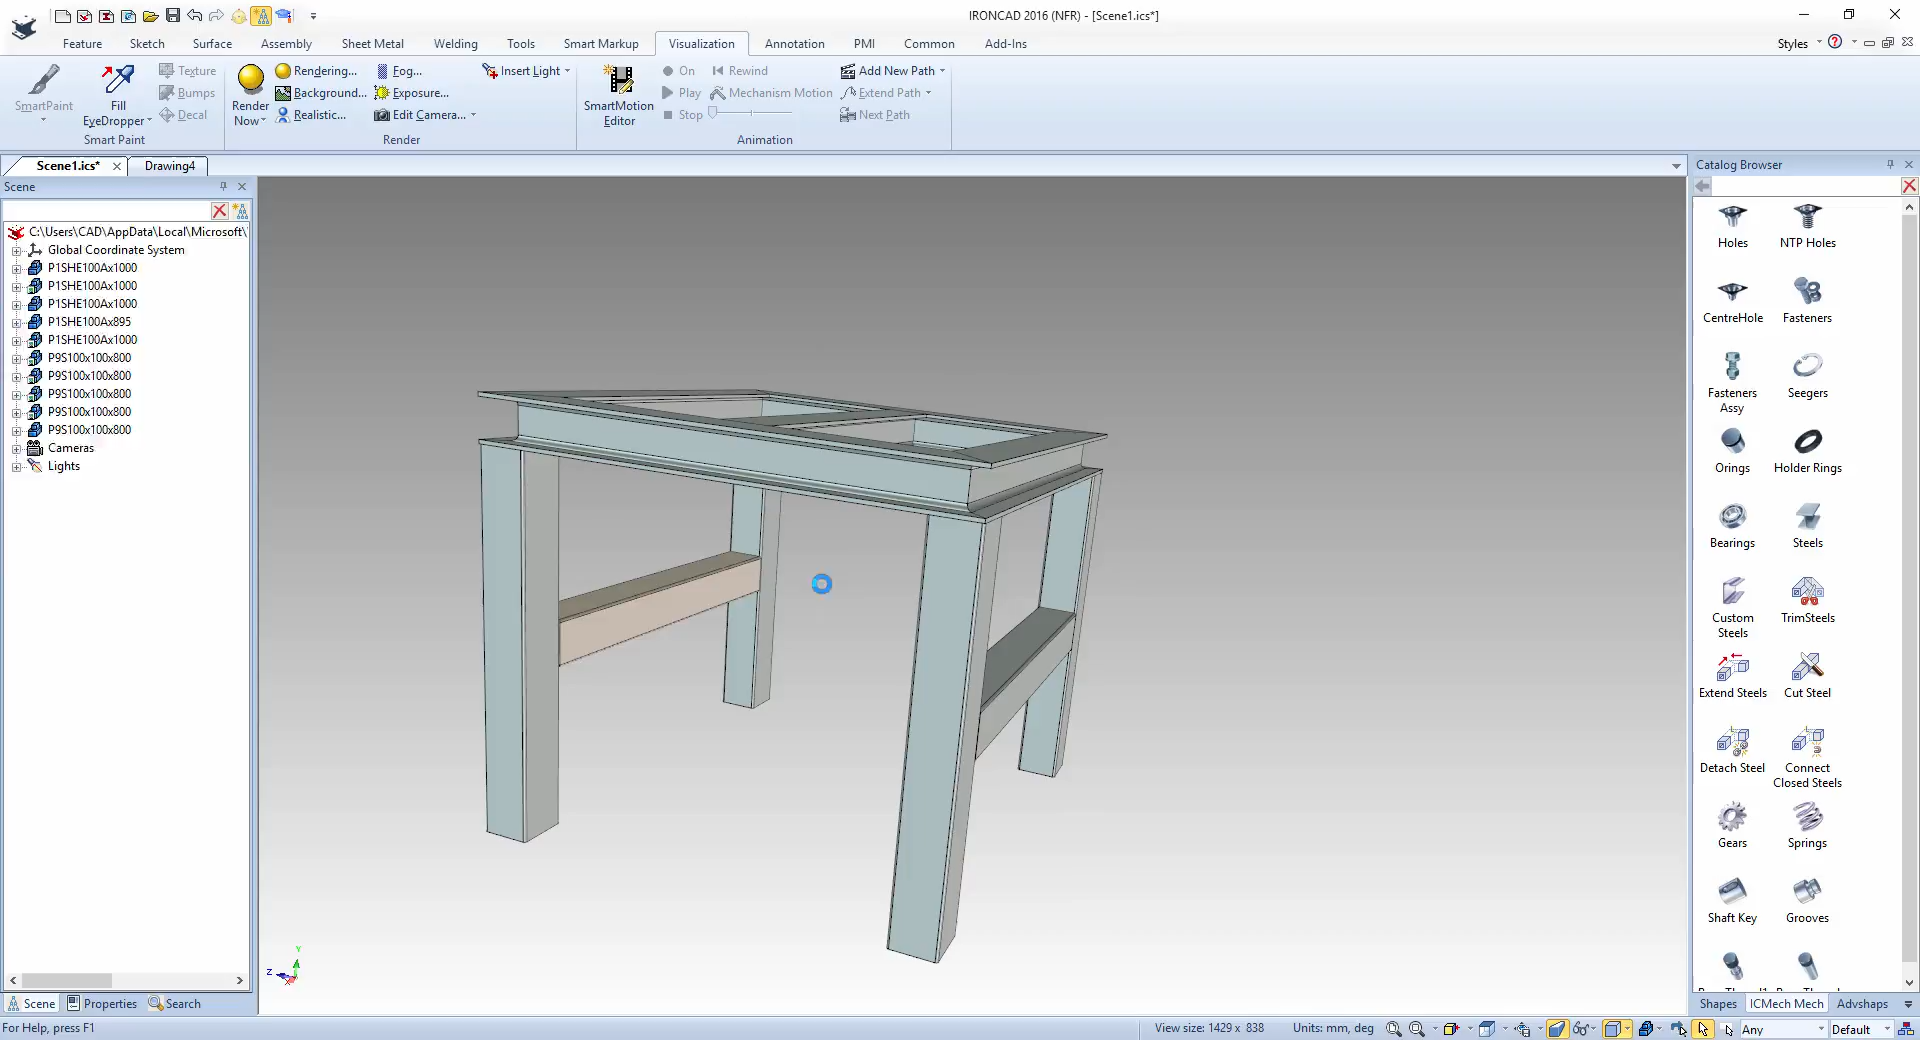 IRONCAD 2016 (NFR) - [Scene1.ics*]
Feature Sketch Surface Assembly Sheet Metal Welding Tools Smart Markup Visualization Annotation PMI Common Add-Ins Styles
SmartPaint
Fill
EyeDropper
Texture
Bumps
Decal
Smart Paint
Render
Now
Rendering...
Background...
Realistic...
Fog...
Exposure...
Edit Camera...
Render
Insert Light
SmartMotion
Editor
On
Play
Stop
Rewind
Mechanism Motion
Add New Path
Extend Path
Next Path
Animation
Scene1.ics* Drawing4
Scene
C:\Users\CAD\AppData\Local\Microsoft\
Global Coordinate System
P1SHE100Ax1000
P1SHE100Ax1000
P1SHE100Ax1000
P1SHE100Ax895
P1SHE100Ax1000
P9S100x100x800
P9S100x100x800
P9S100x100x800
P9S100x100x800
P9S100x100x800
Cameras
Lights
Scene Properties Search
Y
Z
X
Catalog Browser
Holes NTP Holes
CentreHole Fasteners
Fasteners
Assy
Seegers
Orings Holder Rings
Bearings Steels
Custom
Steels
TrimSteels
Extend Steels Cut Steel
Detach Steel
Connect
Closed Steels
Gears Springs
Shaft Key Grooves
Shapes ICMech Mech Advshaps
For Help, press F1 View size: 1429 x 838 Units: mm, deg Any Default